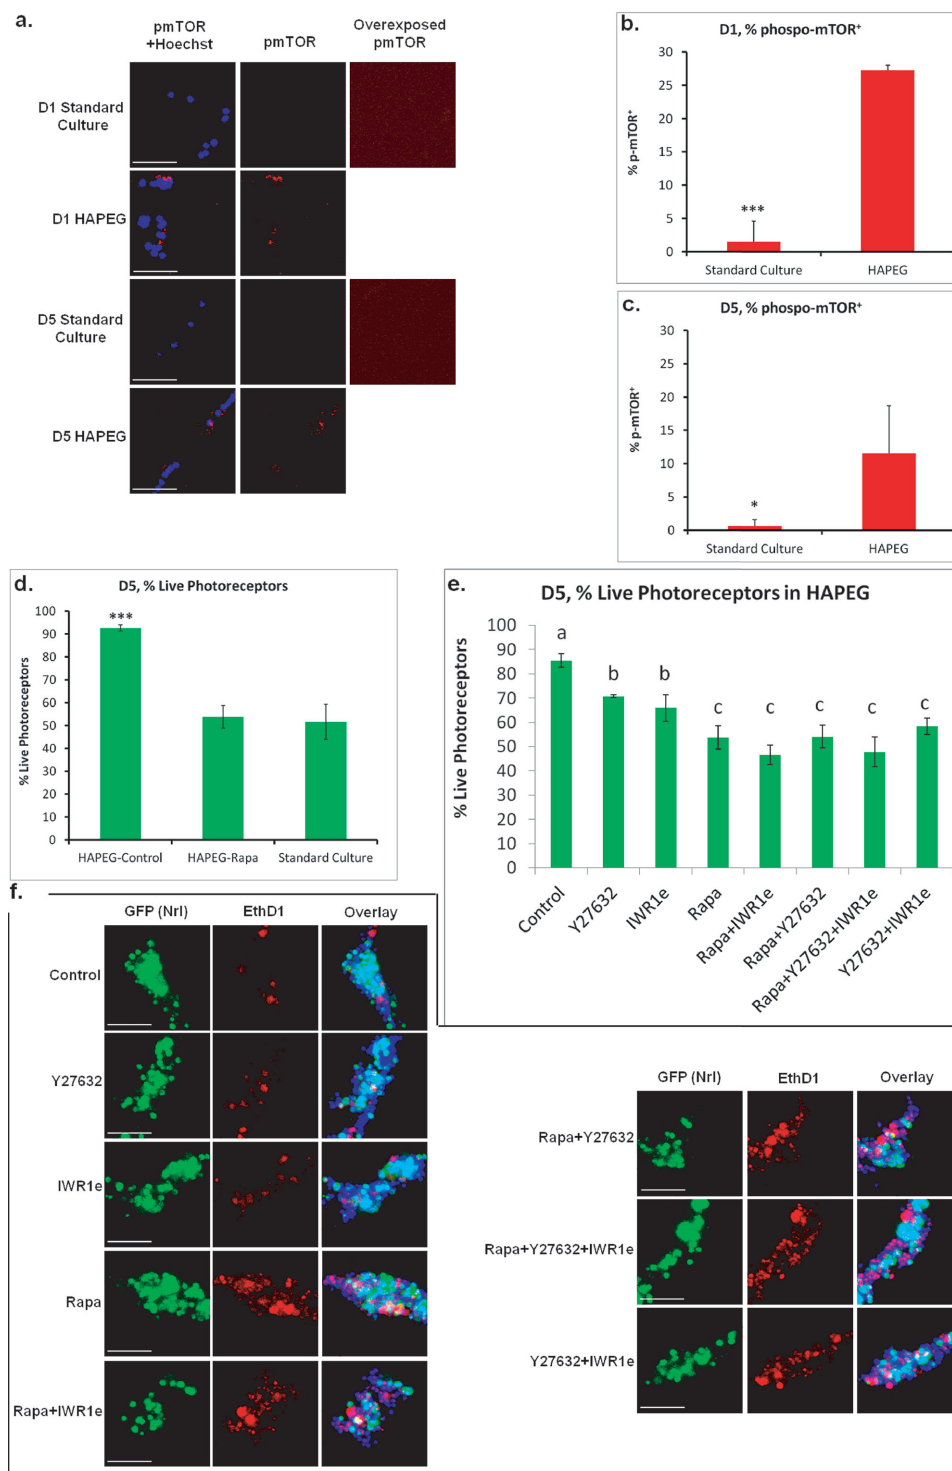 a.
pmTOR
+Hoechst
pmTOR
Overexposed
pmTOR
D1 Standard
Culture
D1 HAPEG
D5 Standard
Culture
D5 HAPEG
b.
D1, % phospo-mTOR+
% p-mTOR+
30
25
20
15
10
5
0
***
Standard Culture
HAPEG
c.
D5, % phospo-mTOR+
% p-mTOR+
30
25
20
15
10
5
0
*
Standard Culture
HAPEG
d.
D5, % Live Photoreceptors
% Live Photoreceptors
100
90
80
70
60
50
40
30
20
10
0
***
HAPEG-Control
HAPEG-Rapa
Standard Culture
e.
D5, % Live Photoreceptors in HAPEG
% Live Photoreceptors
100
90
80
70
60
50
40
30
20
10
0
a
b
b
c
c
c
c
c
Control
Y27632
IWR1e
Rapa
Rapa+IWR1e
Rapa+Y27632
Rapa+Y27632+IWR1e
Y27632+IWR1e
f.
GFP (Nrl)
EthD1
Overlay
Control
Y27632
IWR1e
Rapa
Rapa+IWR1e
GFP (Nrl)
EthD1
Overlay
Rapa+Y27632
Rapa+Y27632+IWR1e
Y27632+IWR1e